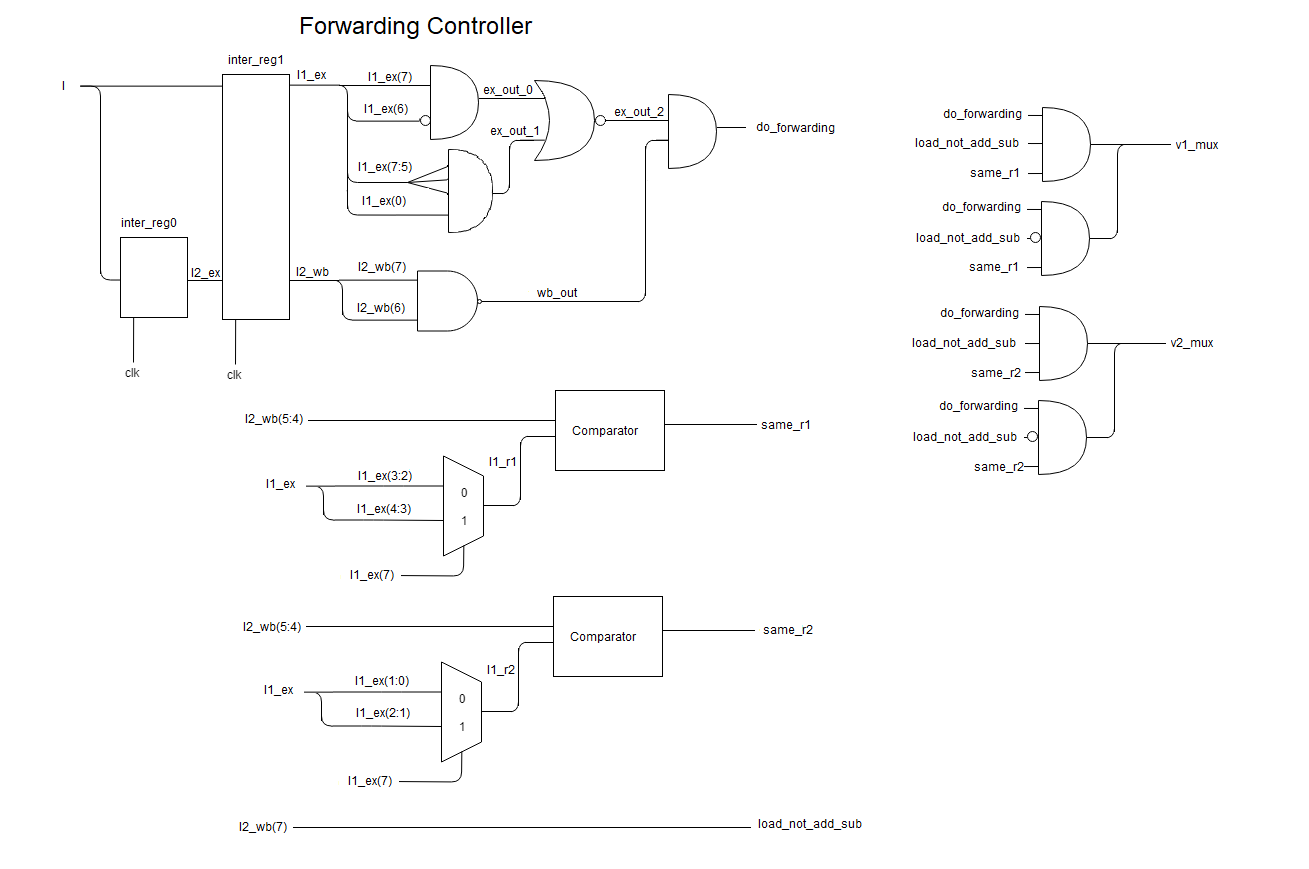 Forwarding Controller
inter_reg1
I
I1_ex
I1_ex(7)
I1_ex(6)
ex_out_0
ex_out_1
ex_out_2
do_forwarding
I1_ex(7:5)
I1_ex(0)
inter_reg0
I2_ex
I2_wb
I2_wb(7)
I2_wb(6)
wb_out
clk
clk
I2_wb(5:4)
Comparator
same_r1
I1_r1
I1_ex
I1_ex(3:2)
I1_ex(4:3)
0
1
I1_ex(7)
I2_wb(5:4)
Comparator
same_r2
I1_r2
I1_ex
I1_ex(1:0)
I1_ex(2:1)
0
1
I1_ex(7)
I2_wb(7)
load_not_add_sub
do_forwarding
load_not_add_sub
same_r1
v1_mux
do_forwarding
load_not_add_sub
same_r1
do_forwarding
load_not_add_sub
same_r2
v2_mux
do_forwarding
load_not_add_sub
same_r2